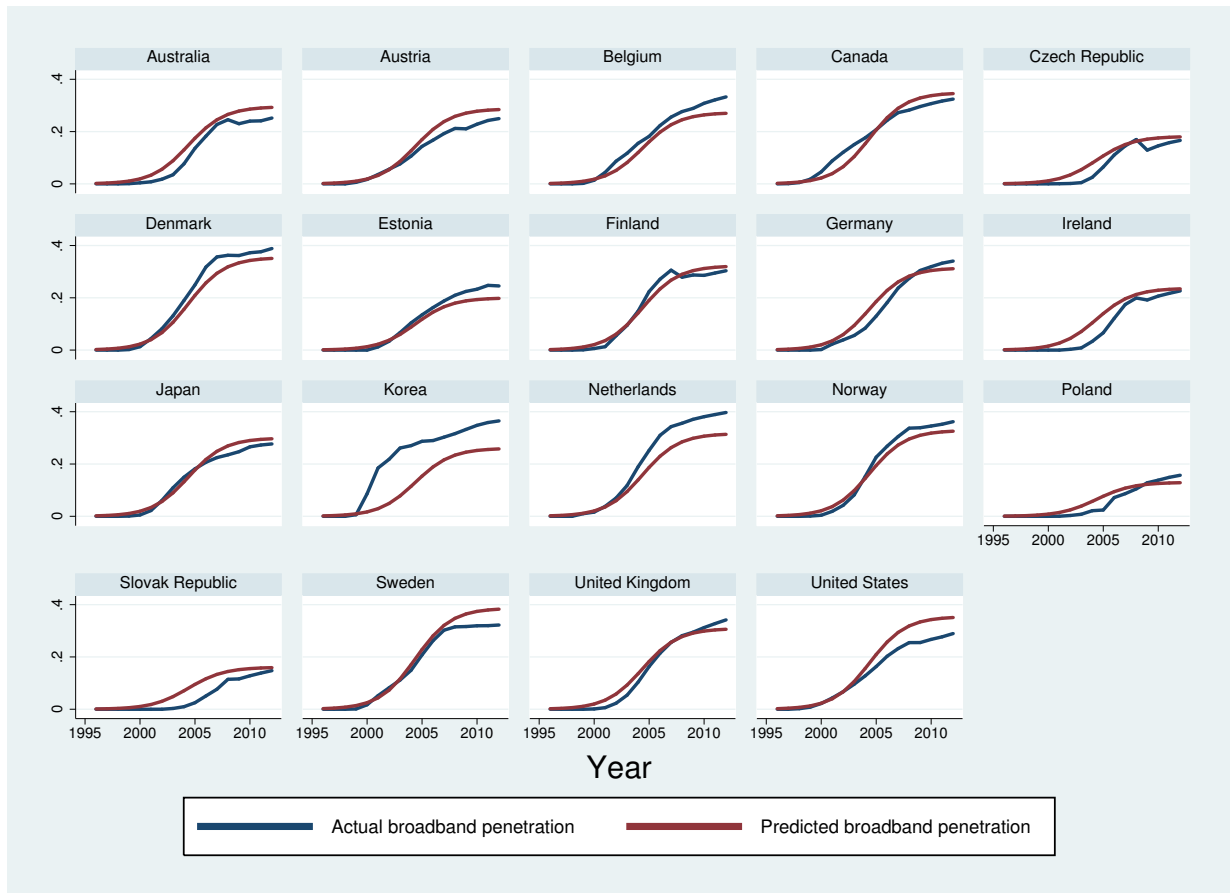 Australia Austria Belgium Canada Czech Republic
.4
.2
0
Denmark Estonia Finland Germany Ireland
.4
.2
0
Japan Korea Netherlands Norway Poland
.4
.2
0
1995 2000 2005 2010
Slovak Republic Sweden United Kingdom United States
.4
.2
0
1995 2000 2005 2010 1995 2000 2005 2010 1995 2000 2005 2010 1995 2000 2005 2010
Year
Actual broadband penetration Predicted broadband penetration